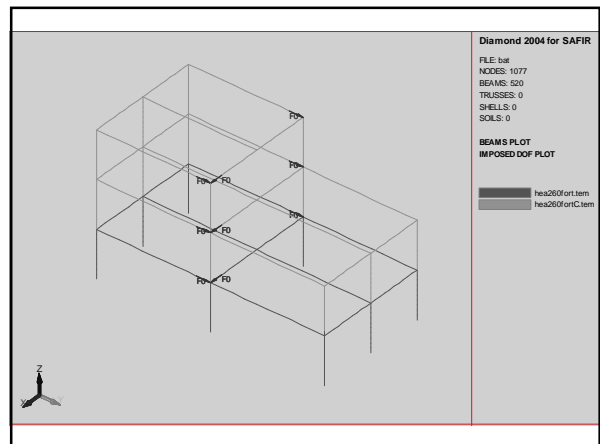 Diamond 2004 for SAFIR
FILE: bat
NODES: 1077
BEAMS: 520
TRUSSES: 0
SHELLS: 0
SOILS: 0
BEAMS PLOT
IMPOSED DOF PLOT
hea260fort.tem
hea260fortC.tem
F0
F0
F0 F0
F0
F0 F0
F0 F0
Z
X Y